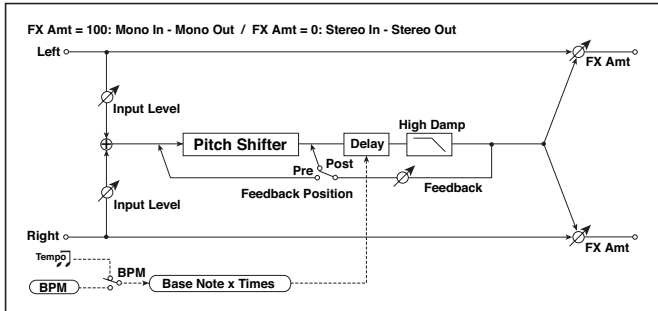 FX Amt = 100: Mono In - Mono Out / FX Amt = 0: Stereo In - Stereo Out
Left
FX Amt
Input Level
High Damp
Pitch Shifter
Delay
Post
Pre
Feedback Position
Feedback
Input Level
Right
FX Amt
Tempo
BPM
BPM
Base Note x Times